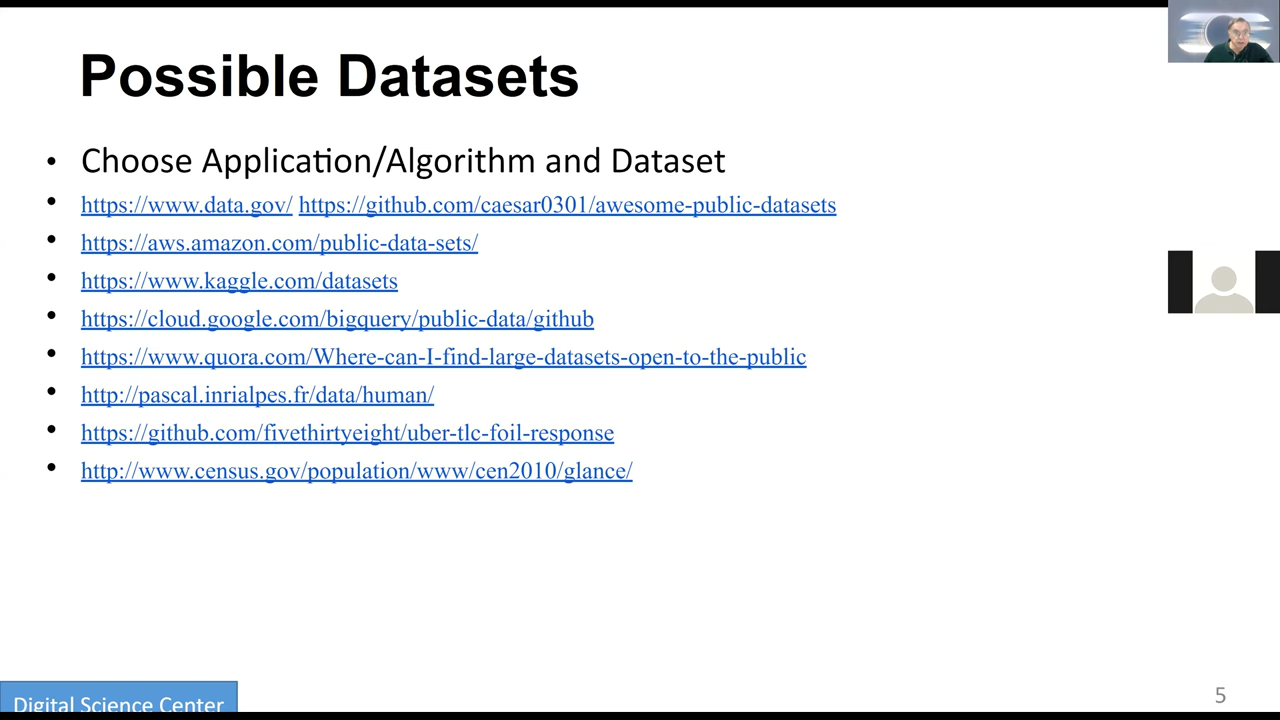 Possible Datasets
• Choose Application/Algorithm and Dataset
• https://www.data.gov/ https://github.com/caesar0301/awesome-public-datasets
• https://aws.amazon.com/public-data-sets/
• https://www.kaggle.com/datasets
• https://cloud.google.com/bigquery/public-data/github
• https://www.quora.com/Where-can-I-find-large-datasets-open-to-the-public
• http://pascal.inrialpes.fr/data/human/
• https://github.com/fivethirtyeight/uber-tlc-foil-response
• http://www.census.gov/population/www/cen2010/glance/
Digital Science Center
5